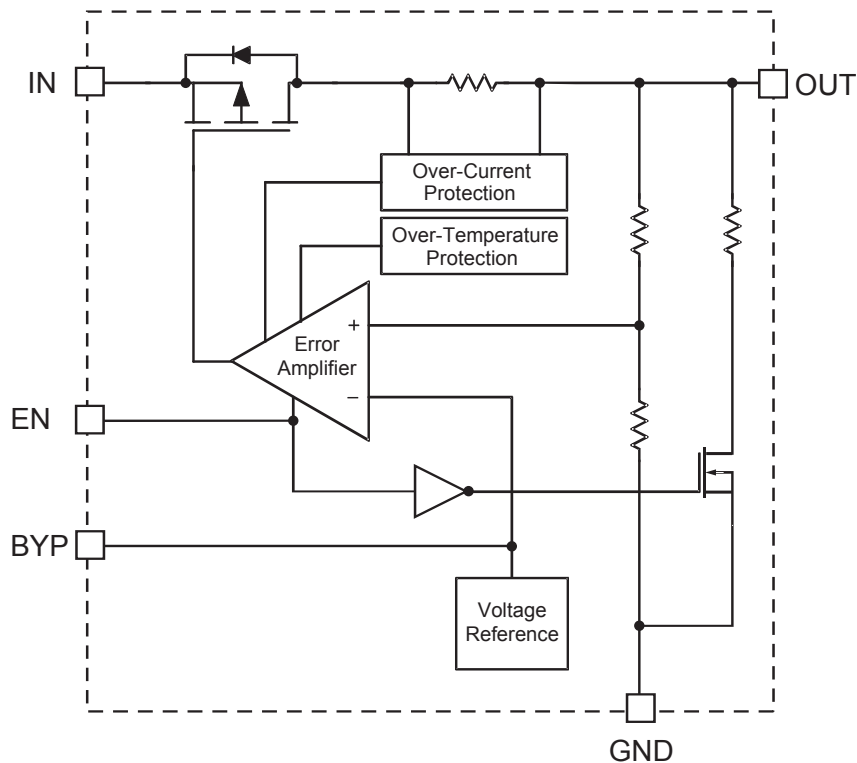 IN
OUT
Over-Current
Protection
Over-Temperature
Protection
+
Error
Amplifier
–
EN
BYP
Voltage
Reference
GND